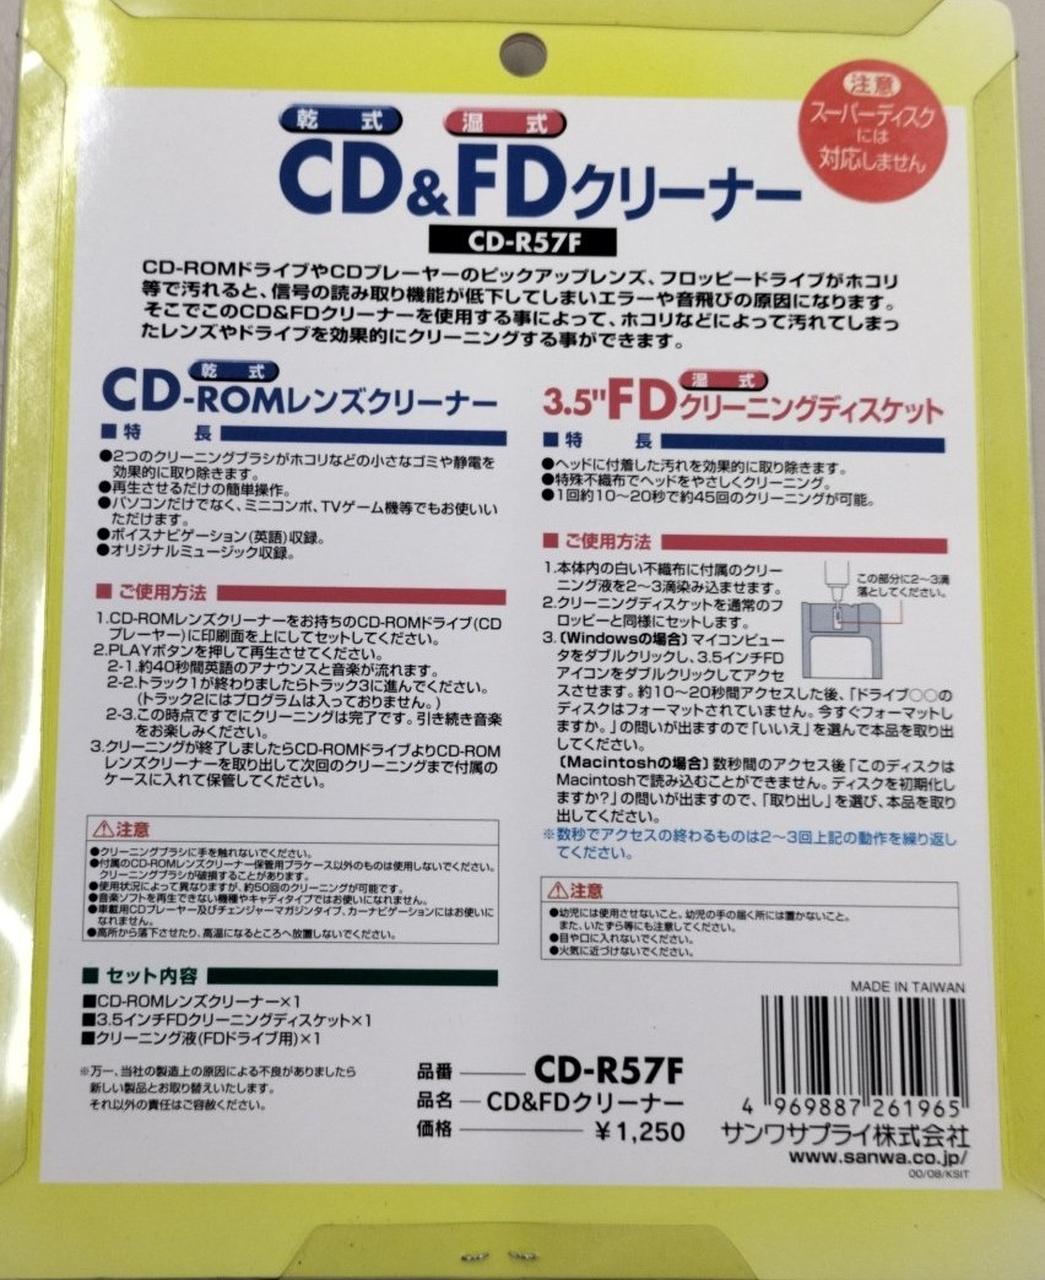 注意
スーパーディスク
には
対応しません
乾 式
湿 式
CD&FDクリーナー
CD-R57F
CD-ROMドライブやCDプレーヤーのピックアップレンズ、フロッピードライブがホコリ
等で汚れると、信号の読み取り機能が低下してしまいエラーや音飛びの原因になります。
そこでこのCD&FDクリーナーを使用する事によって、ホコリなどによって汚れてしまっ
たレンズやドライブを効果的にクリーニングする事ができます。
乾 式
CD-ROMレンズクリーナー
■特 長
●2つのクリーニングブラシがホコリなどの小さなゴミや静電を
効果的に取り除きます。
●再生させるだけの簡単操作。
●パソコンだけでなく、ミニコンポ、TVゲーム機等でもお使いい
ただけます。
●ボイスナビゲーション(英語)収録。
●オリジナルミュージック収録。
■ご使用方法
1.CD-ROMレンズクリーナーをお持ちのCD-ROMドライブ(CD
プレーヤー)に印刷面を上にしてセットしてください。
2.PLAYボタンを押して再生させてください。
2-1.約40秒間英語のアナウンスと音楽が流れます。
2-2.トラック1が終わりましたらトラック3に進んでください。
(トラック2にはプログラムは入っておりません。)
2-3.この時点ですでにクリーニングは完了です。引き続き音楽
をお楽しみください。
3.クリーニングが終了しましたらCD-ROMドライブよりCD-ROM
レンズクリーナーを取り出して次回のクリーニングまで付属の
ケースに入れて保管してください。
⚠注意
●クリーニングブラシに手を触れないでください。
●付属のCD-ROMレンズクリーナー保管用プラケース以外のものは使用しないでください。
クリーニングブラシが破損することがあります。
●使用状況によって異なりますが、約50回のクリーニングが可能です。
●音楽ソフトを再生できない機種やキャディタイプではお使いになれません。
●車載用CDプレーヤー及びチェンジャーマガジンタイプ、カーナビゲーションにはお使いに
なれません。
●高所から落下させたり、高温になるところへ放置しないでください。
■セット内容
■CD-ROMレンズクリーナー×1
■3.5インチFDクリーニングディスケット×1
■クリーニング液(FDドライブ用)×1
※万一、当社の製造上の原因による不良がありましたら
新しい製品とお取り替えいたします。
それ以外の責任はご容赦ください。
湿 式
3.5"FDクリーニングディスケット
■特 長
●ヘッドに付着した汚れを効果的に取り除きます。
●特殊不織布でヘッドをやさしくクリーニング。
●1回約10〜20秒で約45回のクリーニングが可能。
■ご使用方法
1.本体内の白い不織布に付属のクリー
ニング液を2〜3滴染み込ませます。
2.クリーニングディスケットを通常のフ
ロッピーと同様にセットします。
この部分に2〜3滴
落としてください。
3.〔Windowsの場合〕マイコンピュー
タをダブルクリックし、3.5インチFD
アイコンをダブルクリックしてアクセ
スさせます。約10〜20秒間アクセスした後、「ドライブ○○の
ディスクはフォーマットされていません。今すぐフォーマットし
ますか。」の問いが出ますので「いいえ」を選んで本品を取り出
してください。
〔Macintoshの場合〕数秒間のアクセス後「このディスクは
Macintoshで読み込むことができません。ディスクを初期化し
ますか?」の問いが出ますので、「取り出し」を選び、本品を取り
出してください。
※数秒でアクセスの終わるものは2〜3回上記の動作を繰り返し
てください。
⚠注意
●幼児には使用させないこと。幼児の手の届く所には置かないこと。
また、いたずら等にも注意してください。
●目や口に入れないでください。
●火気に近づけないでください。
MADE IN TAIWAN
4 969887 261965
品番 CD-R57F
品名 CD&FDクリーナー
価格 ¥1,250
サンワサプライ株式会社
www.sanwa.co.jp/
00/08/KSIT